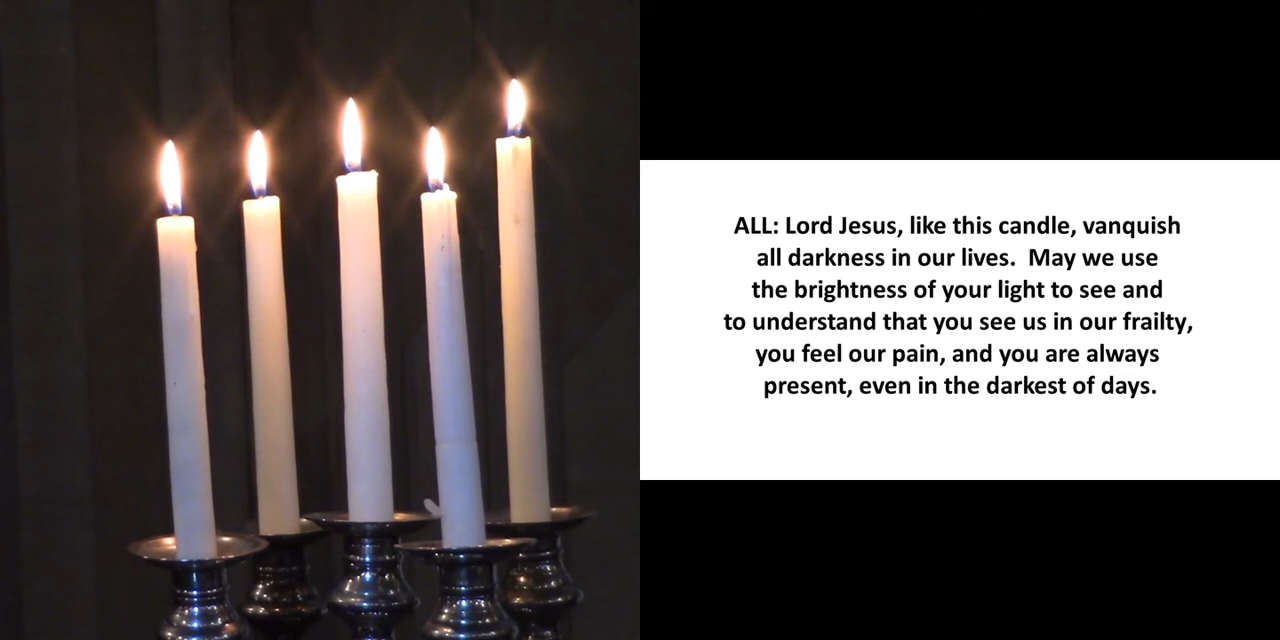 ALL: Lord Jesus, like this candle, vanquish
all darkness in our lives.  May we use
the brightness of your light to see and
to understand that you see us in our frailty,
you feel our pain, and you are always
present, even in the darkest of days.